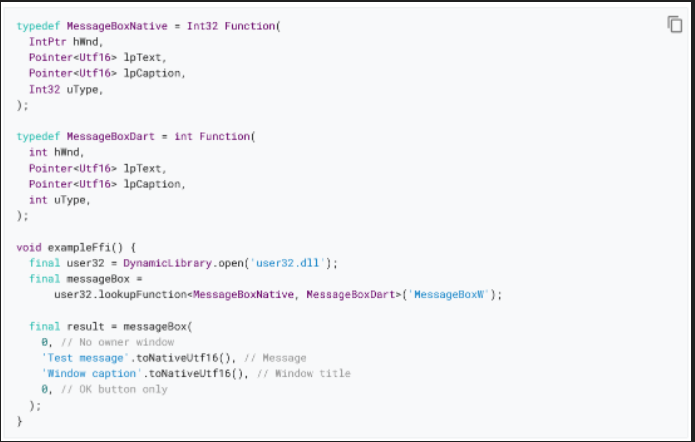 typedef MessageBoxNative = Int32 Function(
  IntPtr hWnd,
  Pointer<Utf16> lpText,
  Pointer<Utf16> lpCaption,
  Int32 uType,
);
typedef MessageBoxDart = int Function(
  int hWnd,
  Pointer<Utf16> lpText,
  Pointer<Utf16> lpCaption,
  int uType,
);
void exampleFfi() {
  final user32 = DynamicLibrary.open('user32.dll');
  final messageBox =
      user32.lookupFunction<MessageBoxNative, MessageBoxDart>('MessageBoxW');
  final result = messageBox(
    0, // No owner window
    'Test message'.toNativeUtf16(), // Message
    'Window caption'.toNativeUtf16(), // Window title
    0, // OK button only
  );
}